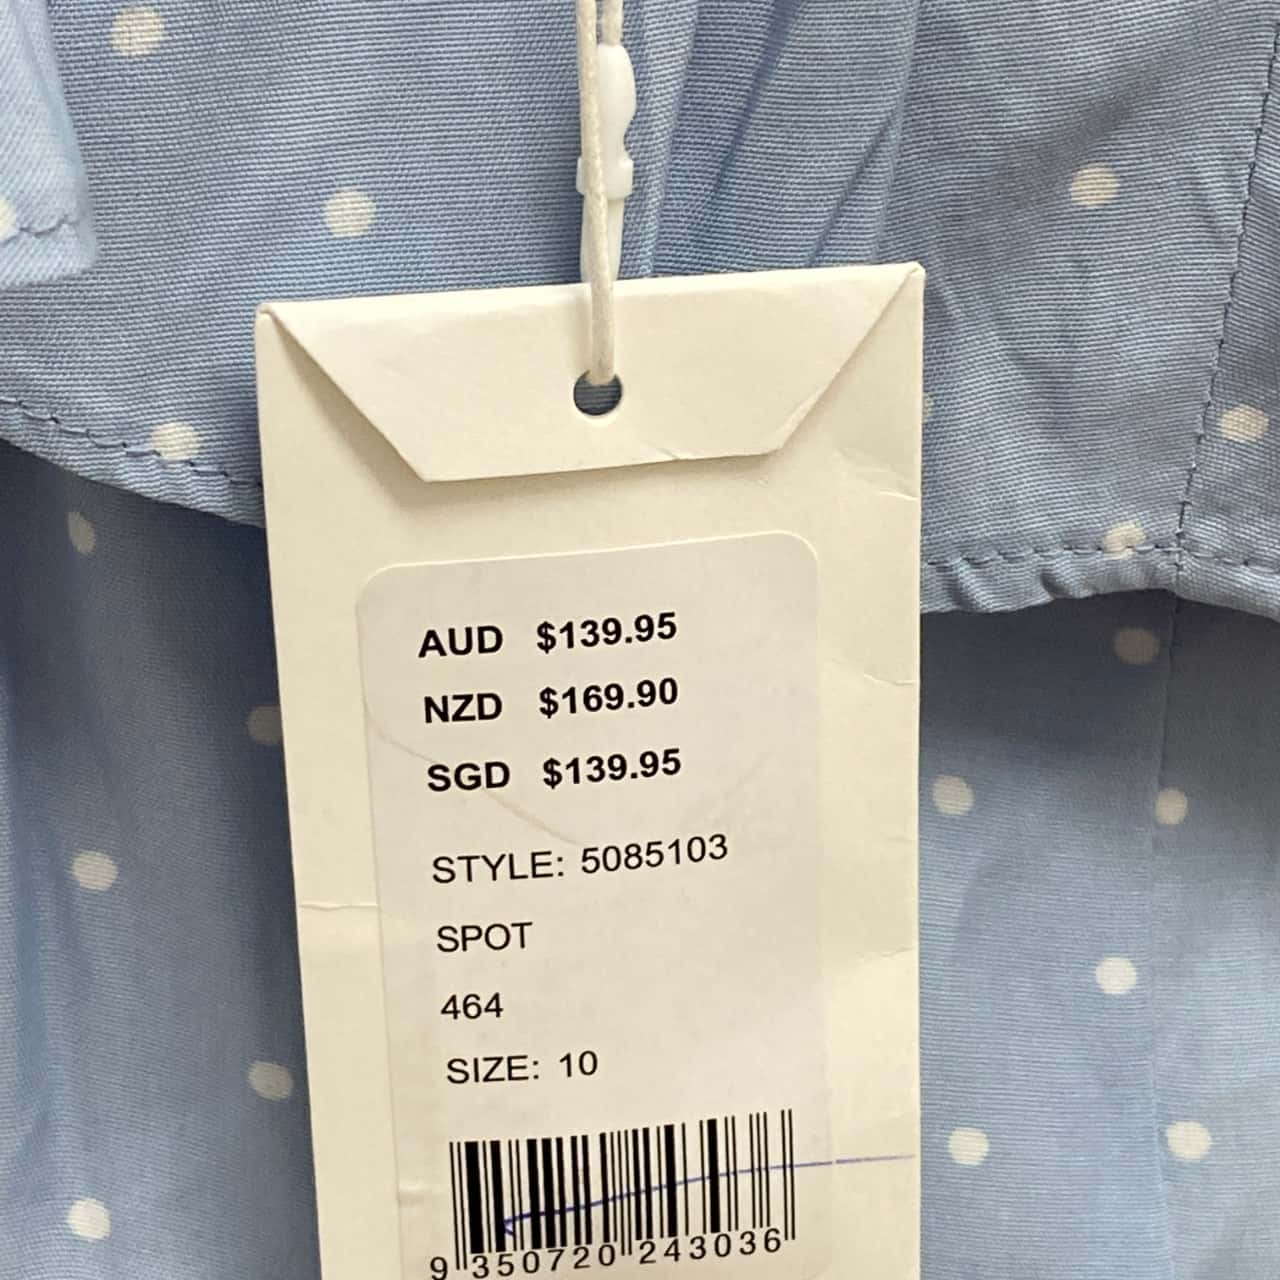 AUD $139.95
NZD $169.90
SGD $139.95
STYLE: 5085103
SPOT
464
SIZE: 10
9 350720 243036